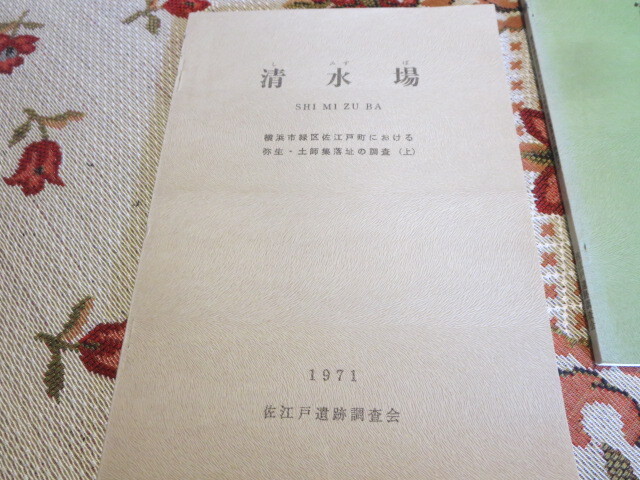 しみずば
清水場
SHI MI ZU BA
横浜市緑区佐江戸町における
弥生・土師集落址の調査（上）
1971
佐江戸遺跡調査会